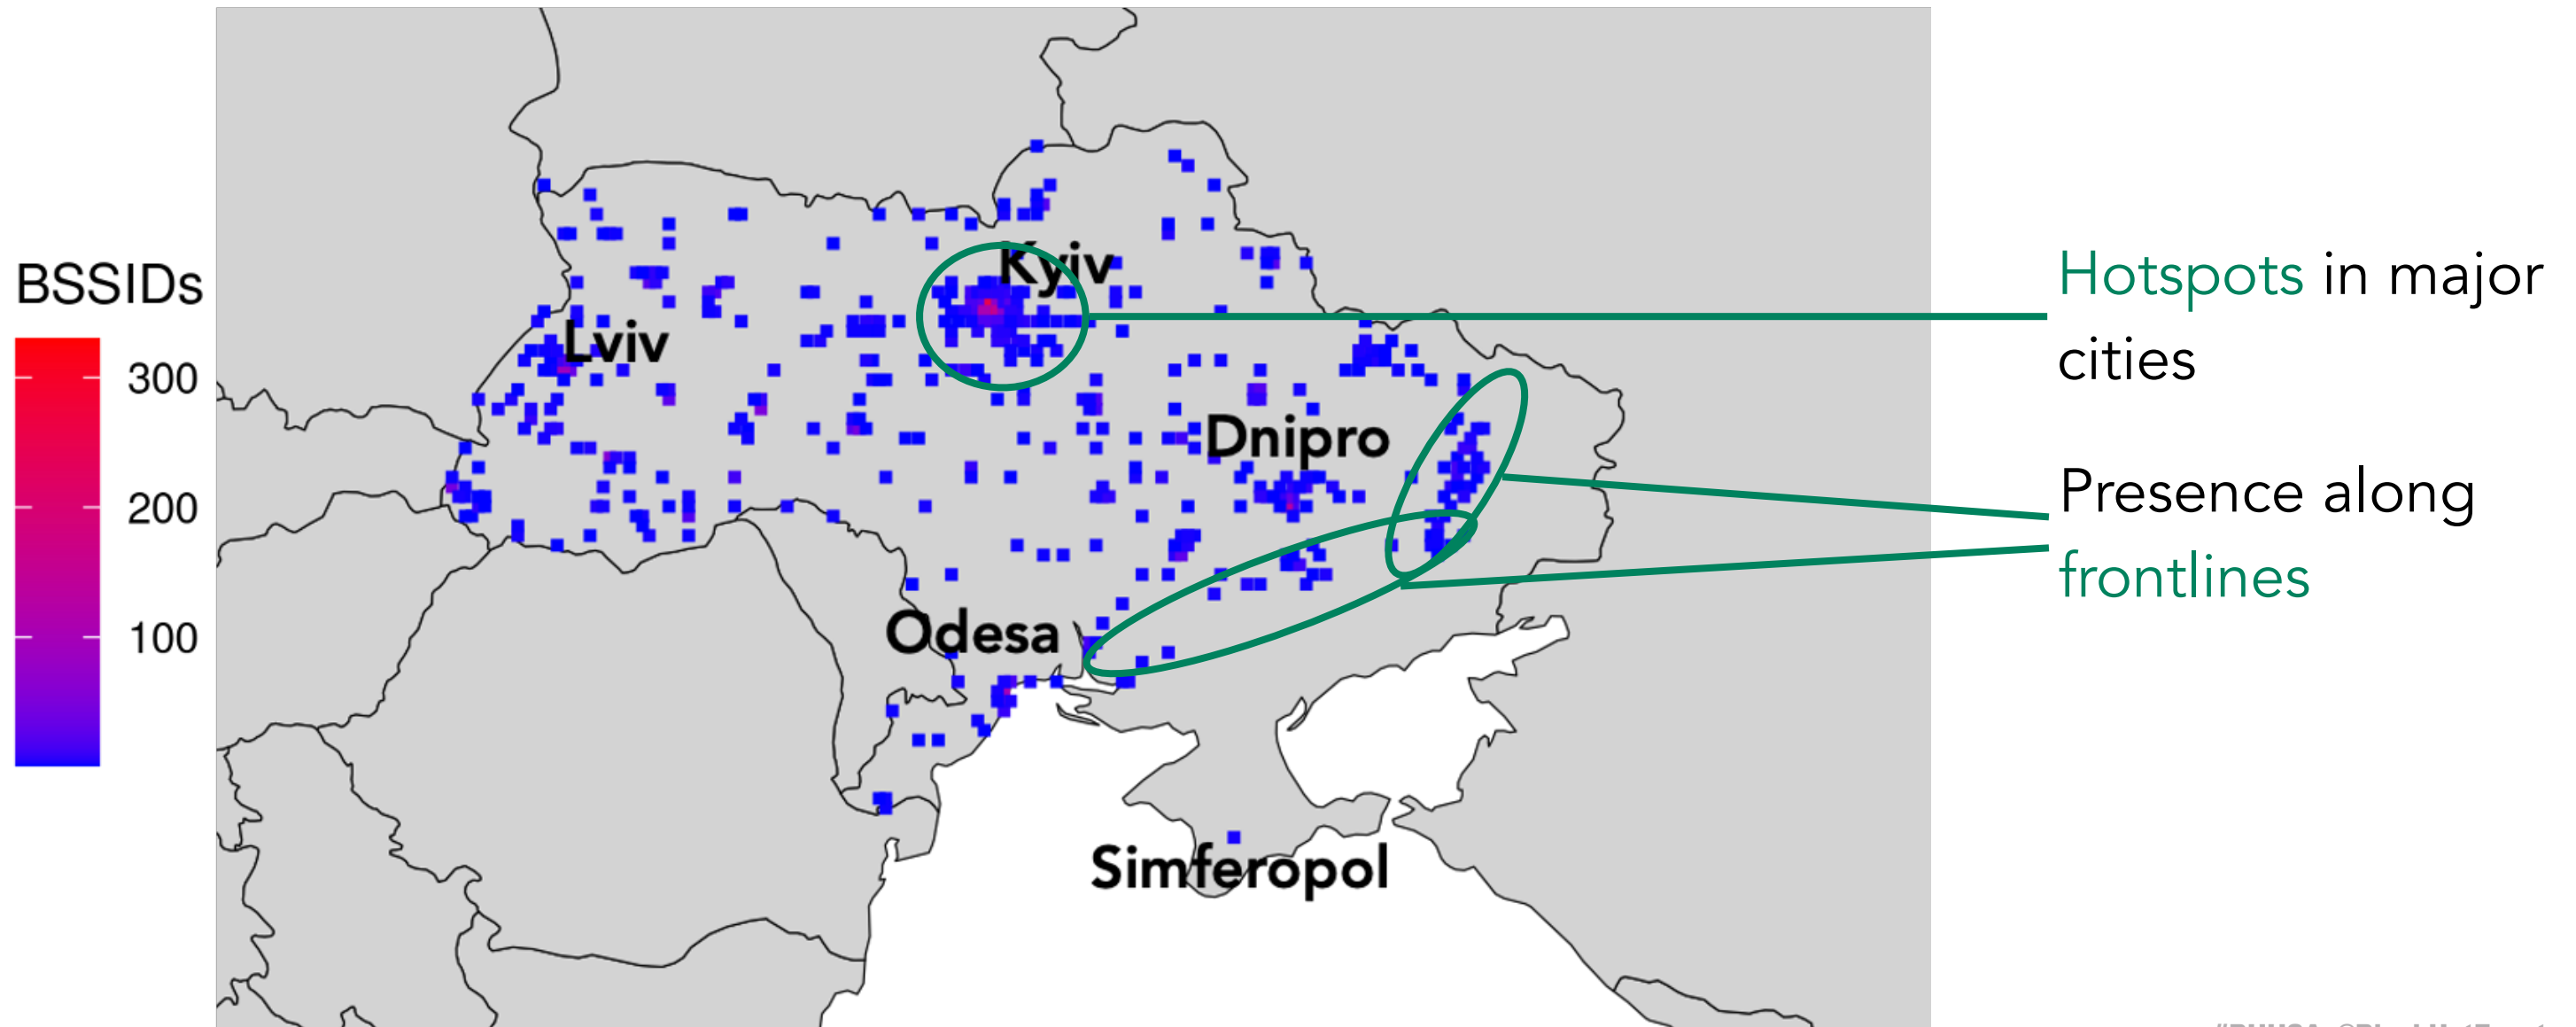 BSSIDs
300
200
100
Kyiv
Lviv
Dnipro
Odesa
Simferopol
Hotspots in major
cities
Presence along
frontlines